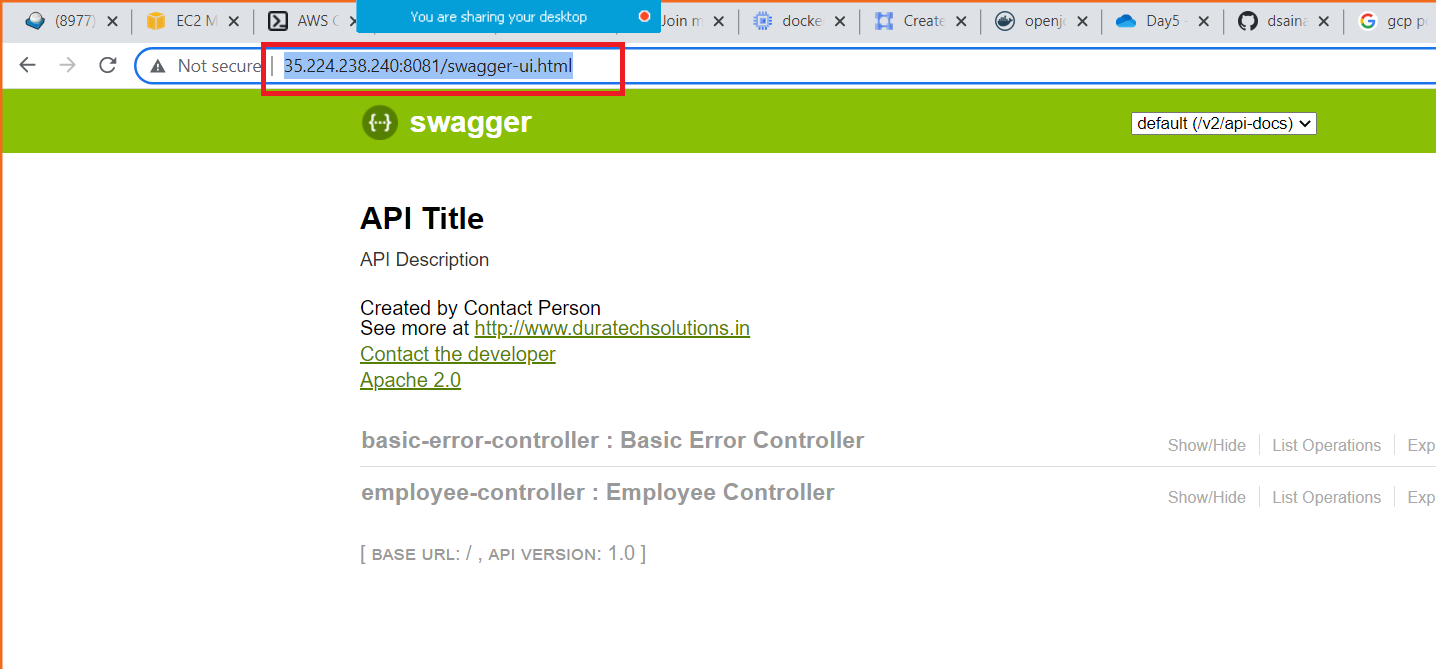 You are sharing your desktop
(8977) EC2 M AWS Join m docke Create openjc Day5 - dsaina gcp p
Not secure | 35.224.238.240:8081/swagger-ui.html
{···} swagger default (/v2/api-docs)
API Title
API Description
Created by Contact Person
See more at http://www.duratechsolutions.in
Contact the developer
Apache 2.0
basic-error-controller : Basic Error Controller Show/Hide List Operations Exp
employee-controller : Employee Controller Show/Hide List Operations Exp
[ BASE URL: / , API VERSION: 1.0 ]